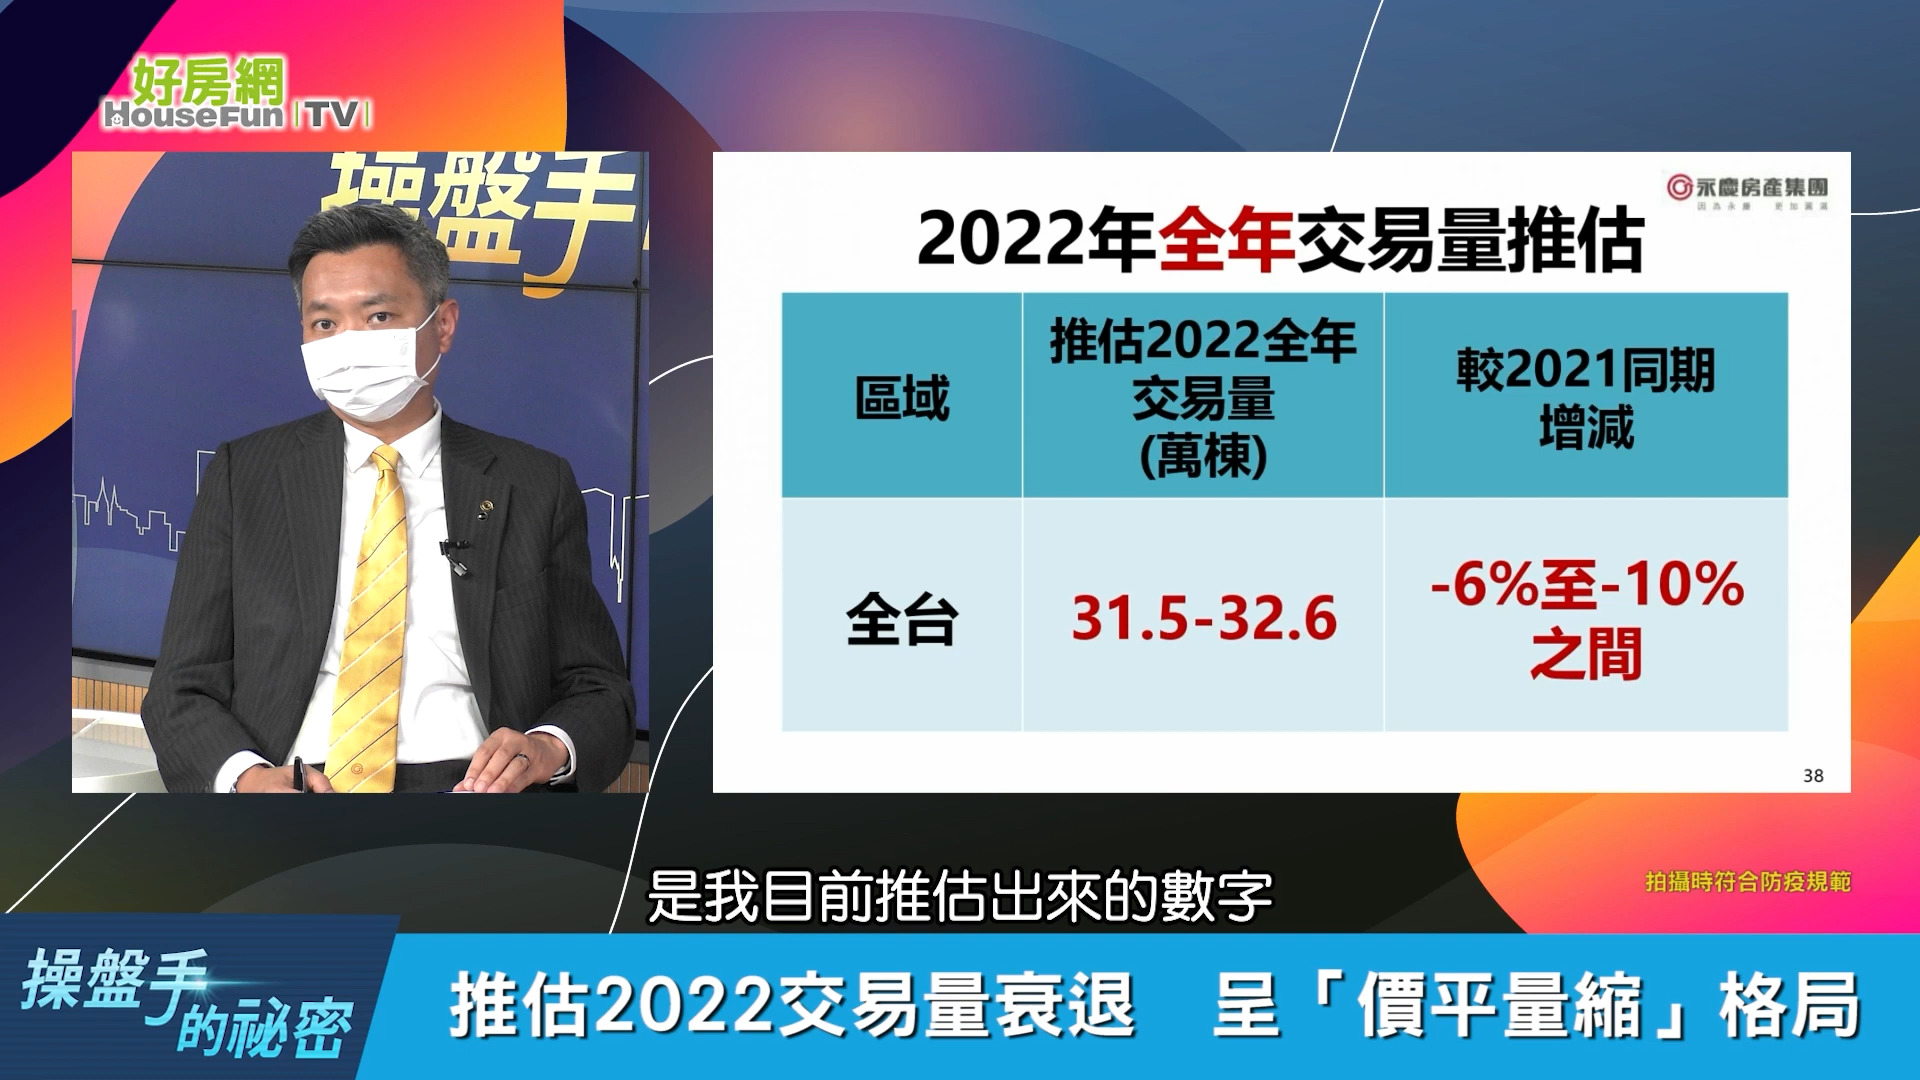 好房網
HouseFun TV
操盤手
永慶房產集團
2022年全年交易量推估
區域
推估2022全年
交易量
(萬棟)
較2021同期
增減
全台
31.5-32.6
-6%至-10%
之間
38
是我目前推估出來的數字
拍攝時符合防疫規範
操盤手
的祕密
推估2022交易量衰退 呈「價平量縮」格局